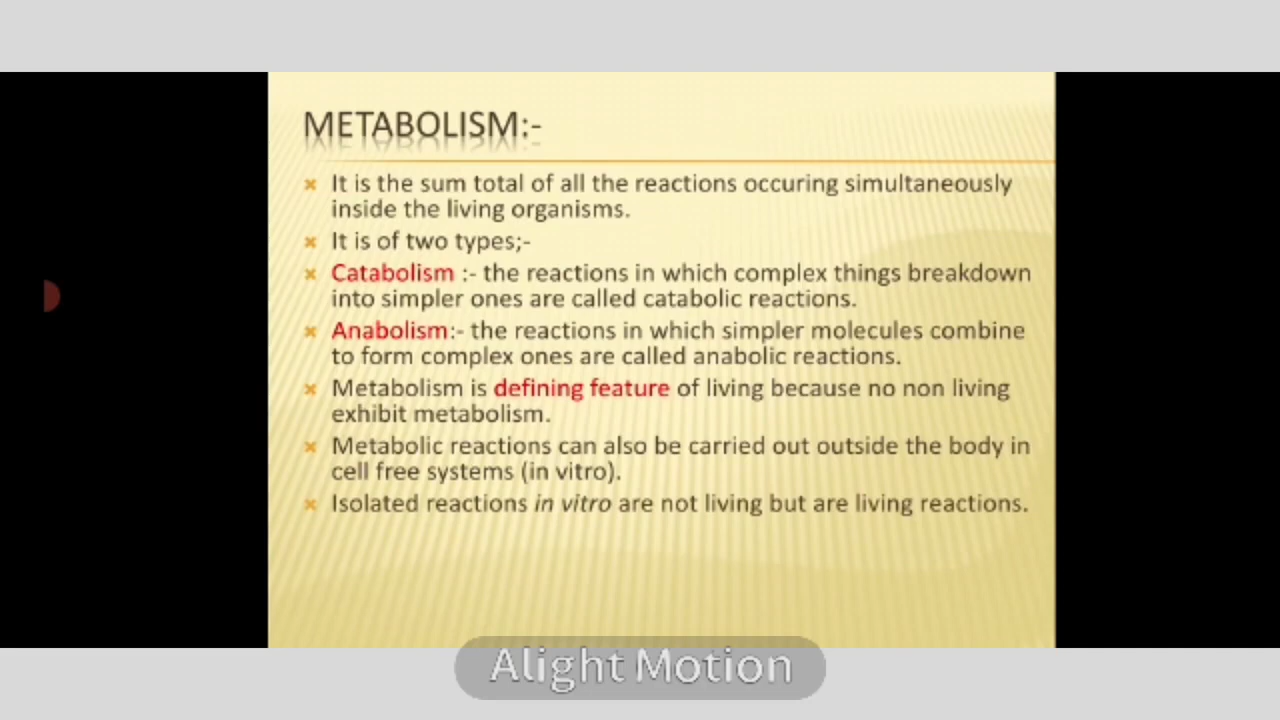 METABOLISM:-
It is the sum total of all the reactions occuring simultaneously
inside the living organisms.
It is of two types;-
Catabolism :- the reactions in which complex things breakdown
into simpler ones are called catabolic reactions.
Anabolism:- the reactions in which simpler molecules combine
to form complex ones are called anabolic reactions.
Metabolism is defining feature of living because no non living
exhibit metabolism.
Metabolic reactions can also be carried out outside the body in
cell free systems (in vitro).
Isolated reactions in vitro are not living but are living reactions.
Alight Motion